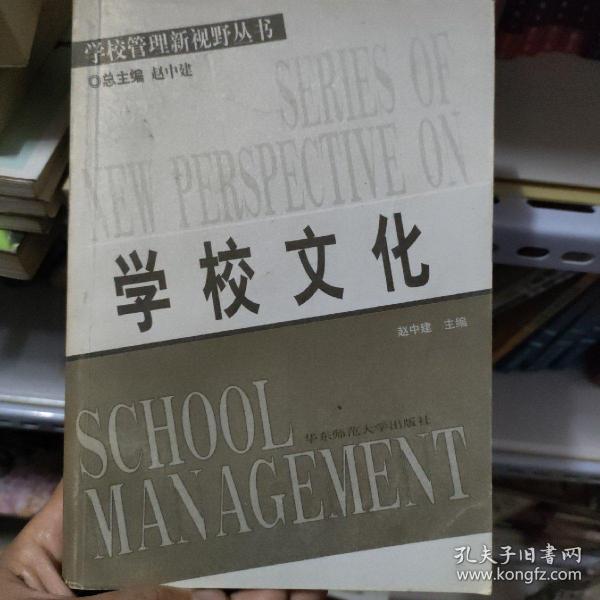 学校管理新视野丛书
◎总主编 赵中建
SERIES OF
NEW PERSPECTIVE ON
学校文化
赵中建 主编
SCHOOL
华东师范大学出版社
MANAGEMENT
孔夫子旧书网
www.kongfz.com